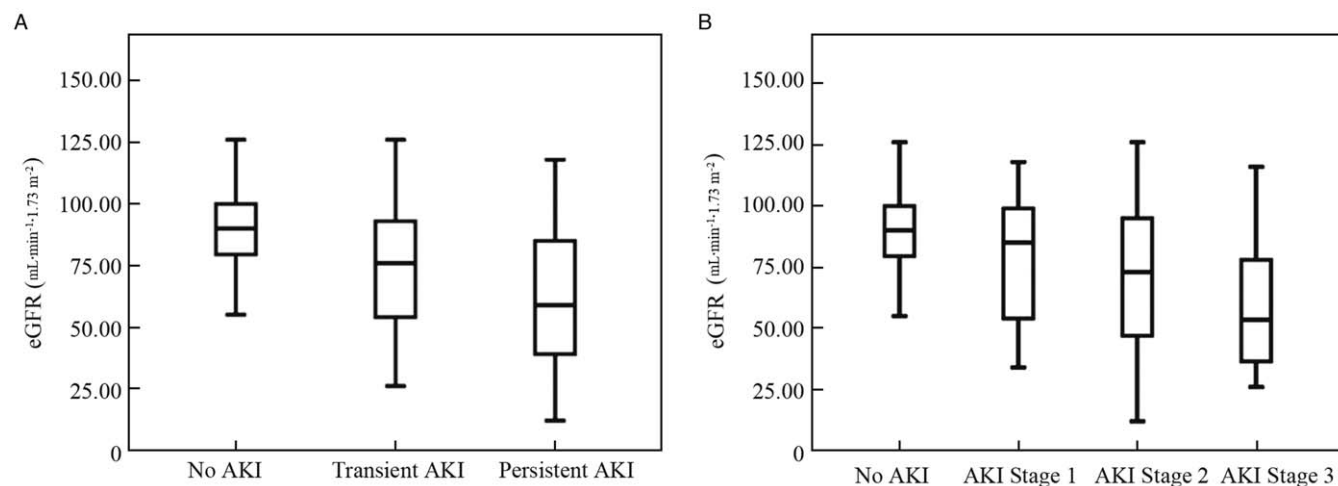 A
eGFR (mL·min⁻¹·1.73 m⁻²)
150.00
125.00
100.00
75.00
50.00
25.00
0
No AKI Transient AKI Persistent AKI
B
eGFR (mL·min⁻¹·1.73 m⁻²)
150.00
125.00
100.00
75.00
50.00
25.00
0
No AKI AKI Stage 1 AKI Stage 2 AKI Stage 3